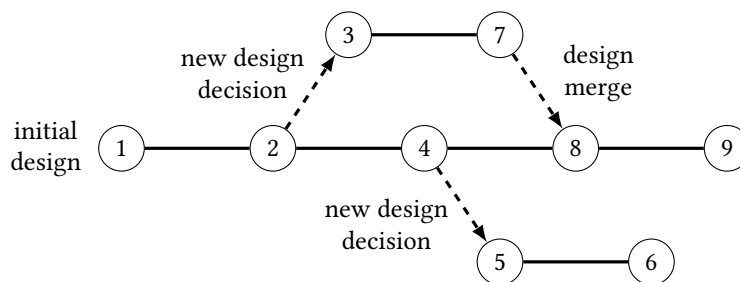 3
7
new design
decision
design
merge
initial
design
1
2
4
8
9
new design
decision
5
6